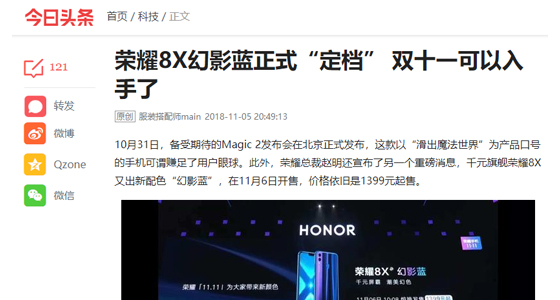 今日头条
首页 / 科技 / 正文
荣耀8X幻影蓝正式“定档” 双十一可以入
手了
原创 服装搭配师main 2018-11-05 20:49:13
121
转发
微博
Qzone
微信
10月31日，备受期待的Magic 2发布会在北京正式发布，这款以“滑出魔法世界”为产品口号
的手机可谓赚足了用户眼球。此外，荣耀总裁赵明还宣布了另一个重磅消息，千元旗舰荣耀8X
又出新配色“幻影蓝”，在11月6日开售，价格依旧是1399元起售。
HONOR
荣耀8X 幻影蓝
千元屏霸 最美幻色
荣耀「11.11」为大家带来新颜色